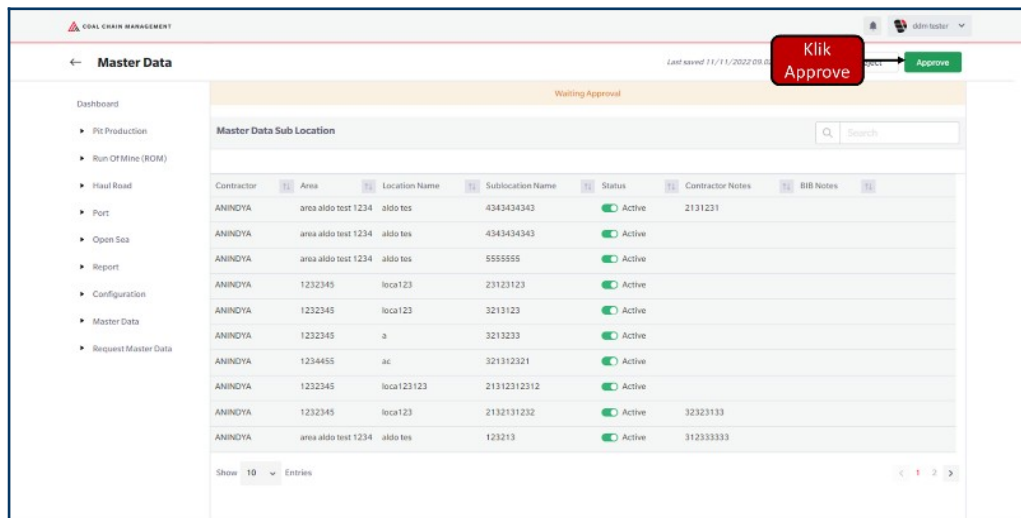 COAL CHAIN MANAGEMENT
ddm tester
Master Data
Last saved 11/11/2022 09.0
Klik
Approve
Approve
Dashboard
Pit Production
Run Of Mine (ROM)
Haul Road
Port
Open Sea
Report
Configuration
Master Data
Request Master Data
Waiting Approval
Master Data Sub Location
Search
Contractor Area Location Name Sublocation Name Status Contractor Notes BIB Notes
ANINDYA area aldo test 1234 aldo tes 4343434343 Active 2131231
ANINDYA area aldo test 1234 aldo tes 4343434343 Active
ANINDYA area aldo test 1234 aldo tes 5555555 Active
ANINDYA 1232345 loca123 23123123 Active
ANINDYA 1232345 loca123 3213123 Active
ANINDYA 1232345 a 3213233 Active
ANINDYA 1234455 ac 321312321 Active
ANINDYA 1232345 loca123123 21312312312 Active
ANINDYA 1232345 loca123 2132131232 Active 32323133
ANINDYA area aldo test 1234 aldo tes 123213 Active 312333333
Show 10 Entries
1 2